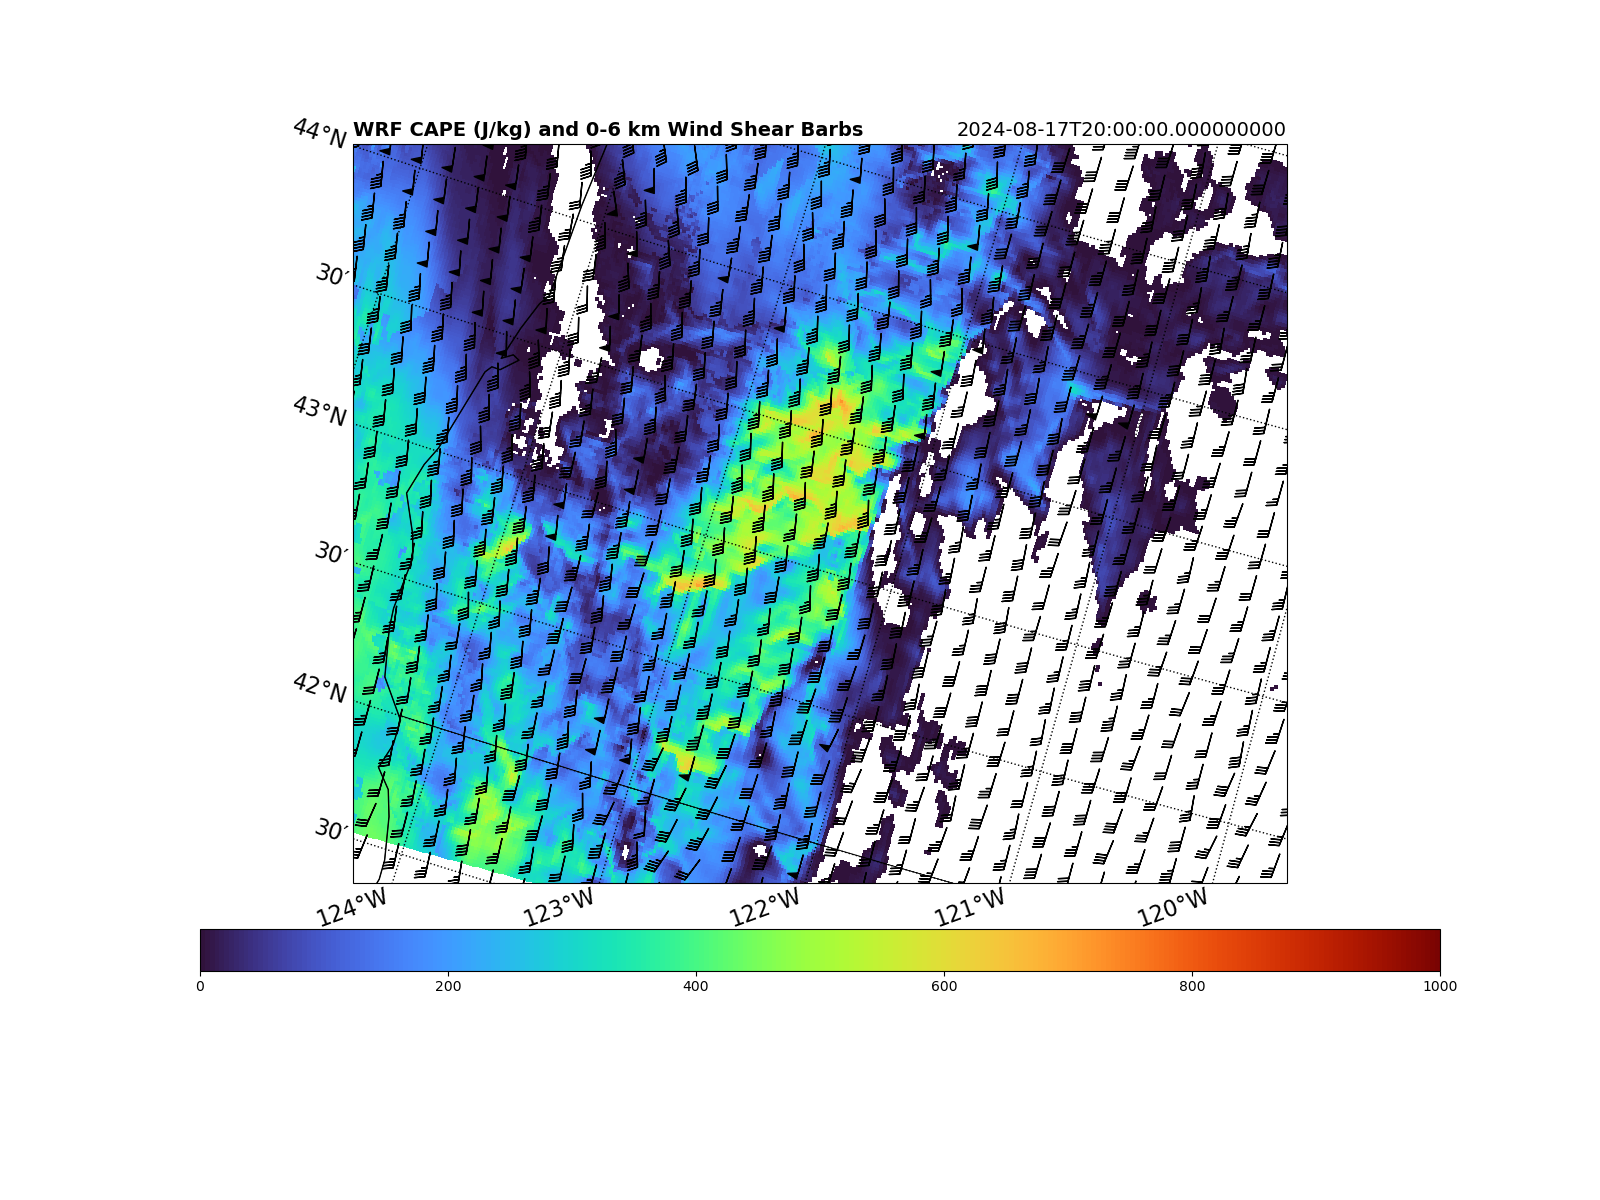 WRF CAPE (J/kg) and 0-6 km Wind Shear Barbs 2024-08-17T20:00:00.000000000
44°N
30′
43°N
30′
42°N
30′
124°W 123°W 122°W 121°W 120°W
0 200 400 600 800 1000